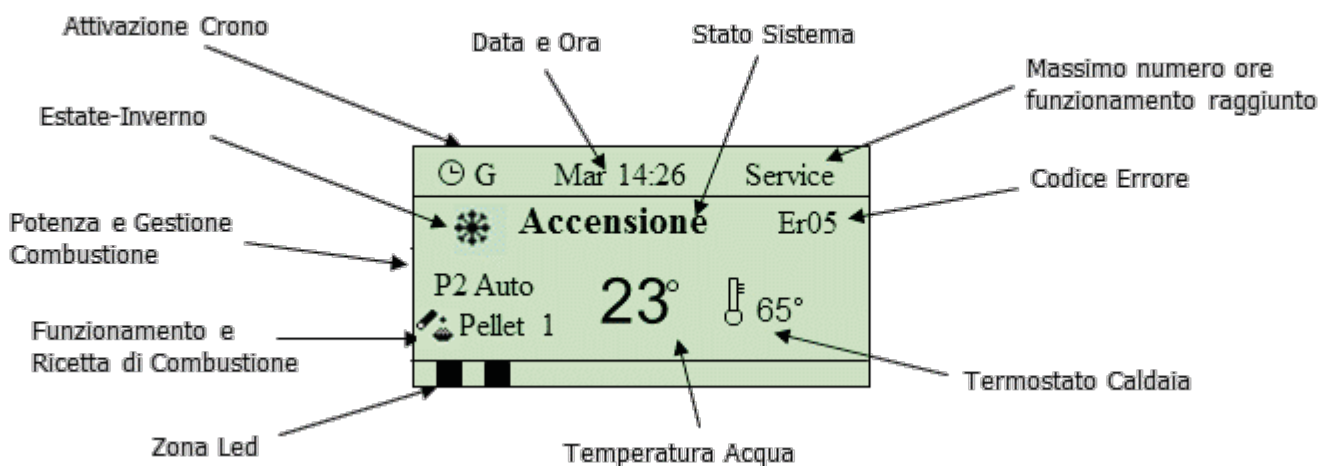 Attivazione Crono
Data e Ora
Stato Sistema
Massimo numero ore
funzionamento raggiunto
Estate-Inverno
Codice Errore
Potenza e Gestione
Combustione
Funzionamento e
Ricetta di Combustione
Zona Led
Temperatura Acqua
Termostato Caldaia
G Mar 14:26 Service
Accensione Er05
P2 Auto
23° 65°
Pellet 1